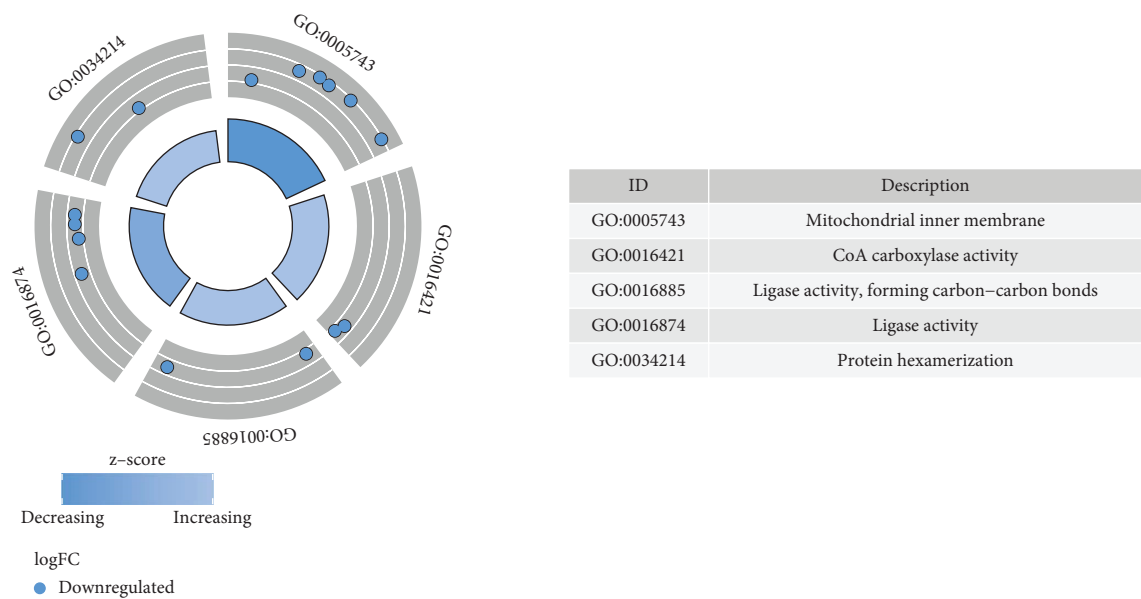 GO:0034214
GO:0005743
GO:0016421
GO:0016885
GO:0016874
z–score
Decreasing Increasing
logFC
Downregulated
ID Description
GO:0005743 Mitochondrial inner membrane
GO:0016421 CoA carboxylase activity
GO:0016885 Ligase activity, forming carbon–carbon bonds
GO:0016874 Ligase activity
GO:0034214 Protein hexamerization